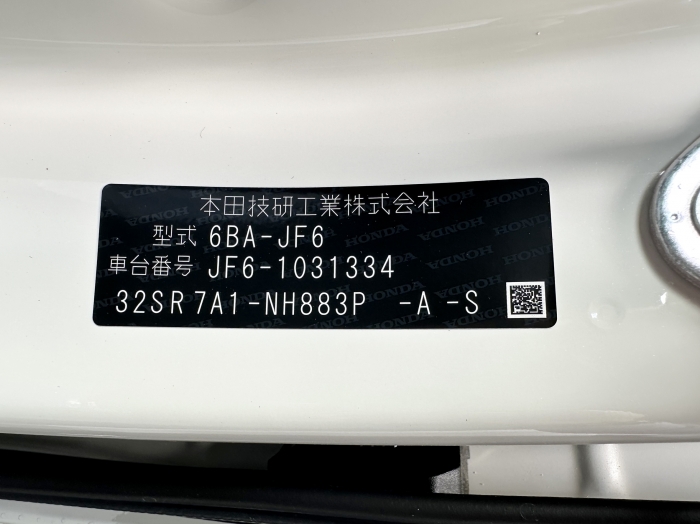 本田技研工業株式会社
型式 6BA-JF6
車台番号 JF6-1031334
32SR7A1-NH883P -A -S